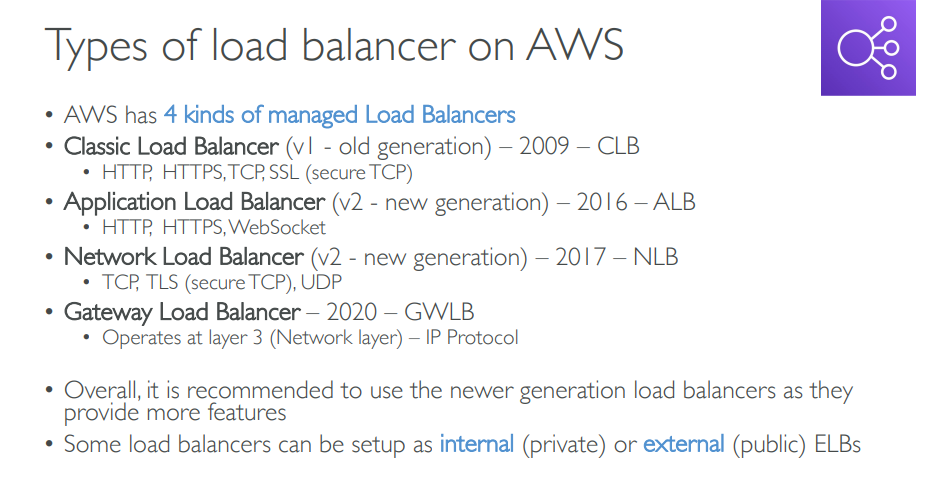 Types of load balancer on AWS
• AWS has 4 kinds of managed Load Balancers
• Classic Load Balancer (v1 - old generation) – 2009 – CLB
• HTTP, HTTPS, TCP, SSL (secure TCP)
• Application Load Balancer (v2 - new generation) – 2016 – ALB
• HTTP, HTTPS, WebSocket
• Network Load Balancer (v2 - new generation) – 2017 – NLB
• TCP, TLS (secure TCP), UDP
• Gateway Load Balancer – 2020 – GWLB
• Operates at layer 3 (Network layer) – IP Protocol
• Overall, it is recommended to use the newer generation load balancers as they
provide more features
• Some load balancers can be setup as internal (private) or external (public) ELBs